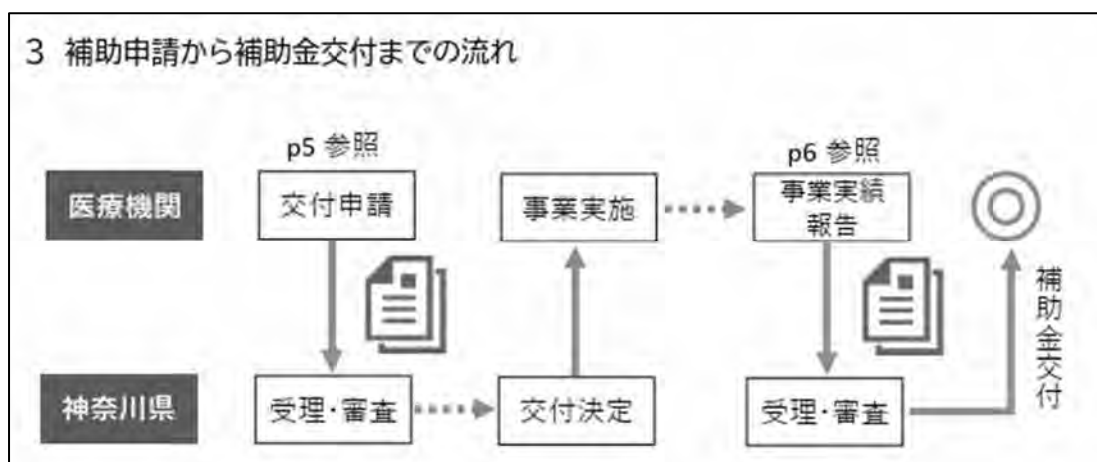 3 補助申請から補助金交付までの流れ
p5 参照
p6 参照
医療機関
交付申請
事業実施
事業実績
報告
補助金交付
神奈川県
受理・審査
交付決定
受理・審査